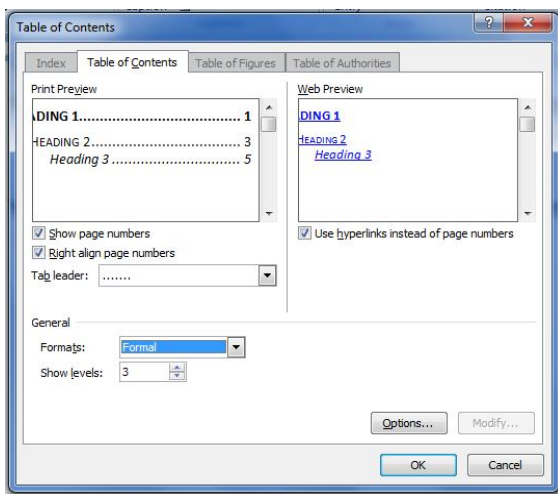 Table of Contents
Index Table of Contents Table of Figures Table of Authorities
Print Preview
ADING 1.................................... 1
HEADING 2............................ 3
Heading 3 ............................... 5
Web Preview
DING 1
HEADING 2
Heading 3
Show page numbers
Right align page numbers
Tab leader: .......
Use hyperlinks instead of page numbers
General
Formats: Formal
Show levels: 3
Options... Modify...
OK Cancel